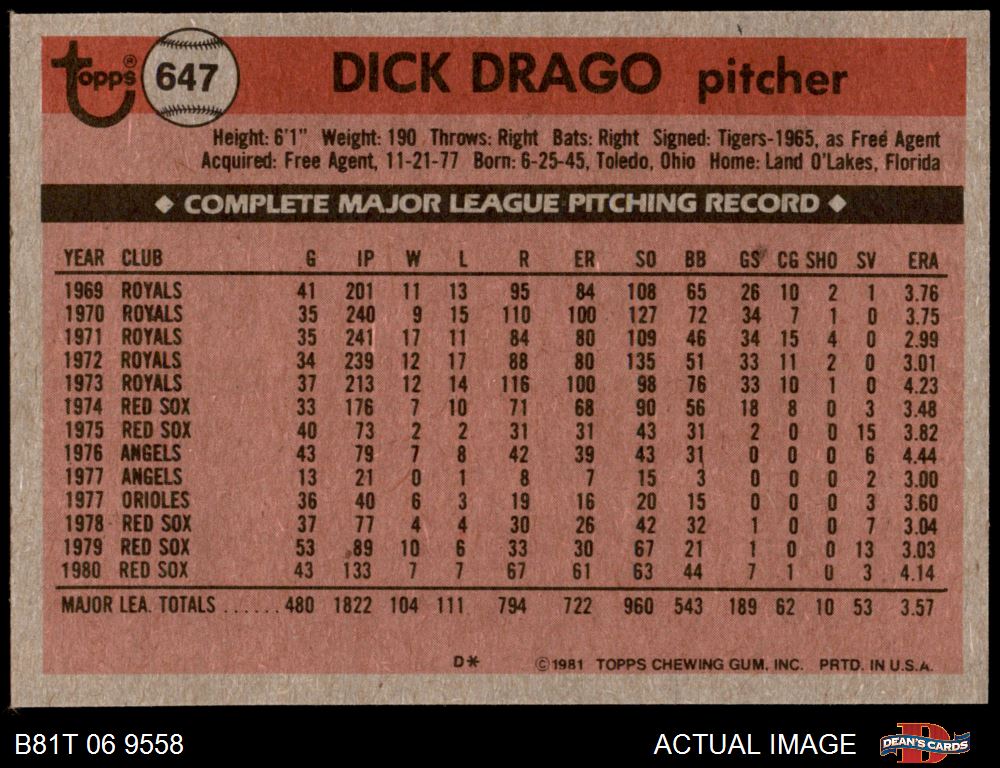 Topps® 647 DICK DRAGO pitcher
Height: 6'1" Weight: 190 Throws: Right Bats: Right Signed: Tigers-1965, as Free Agent
Acquired: Free Agent, 11-21-77 Born: 6-25-45, Toledo, Ohio Home: Land O'Lakes, Florida
◆ COMPLETE MAJOR LEAGUE PITCHING RECORD ◆
YEAR CLUB G IP W L R ER SO BB GS CG SHO SV ERA
1969 ROYALS 41 201 11 13 95 84 108 65 26 10 2 1 3.76
1970 ROYALS 35 240 9 15 110 100 127 72 34 7 1 0 3.75
1971 ROYALS 35 241 17 11 84 80 109 46 34 15 4 0 2.99
1972 ROYALS 34 239 12 17 88 80 135 51 33 11 2 0 3.01
1973 ROYALS 37 213 12 14 116 100 98 76 33 10 1 0 4.23
1974 RED SOX 33 176 7 10 71 68 90 56 18 8 0 3 3.48
1975 RED SOX 40 73 2 2 31 31 43 31 2 0 0 15 3.82
1976 ANGELS 43 79 7 8 42 39 43 31 0 0 0 6 4.44
1977 ANGELS 13 21 0 1 8 7 15 3 0 0 0 2 3.00
1977 ORIOLES 36 40 6 3 19 16 20 15 0 0 0 3 3.60
1978 RED SOX 37 77 4 4 30 26 42 32 1 0 0 7 3.04
1979 RED SOX 53 89 10 6 33 30 67 21 1 0 0 13 3.03
1980 RED SOX 43 133 7 7 67 61 63 44 7 1 0 3 4.14
MAJOR LEA. TOTALS ...... 480 1822 104 111 794 722 960 543 189 62 10 53 3.57
D* ©1981 TOPPS CHEWING GUM, INC. PRTD. IN U.S.A.
B81T 06 9558 ACTUAL IMAGE DEAN'S CARDS